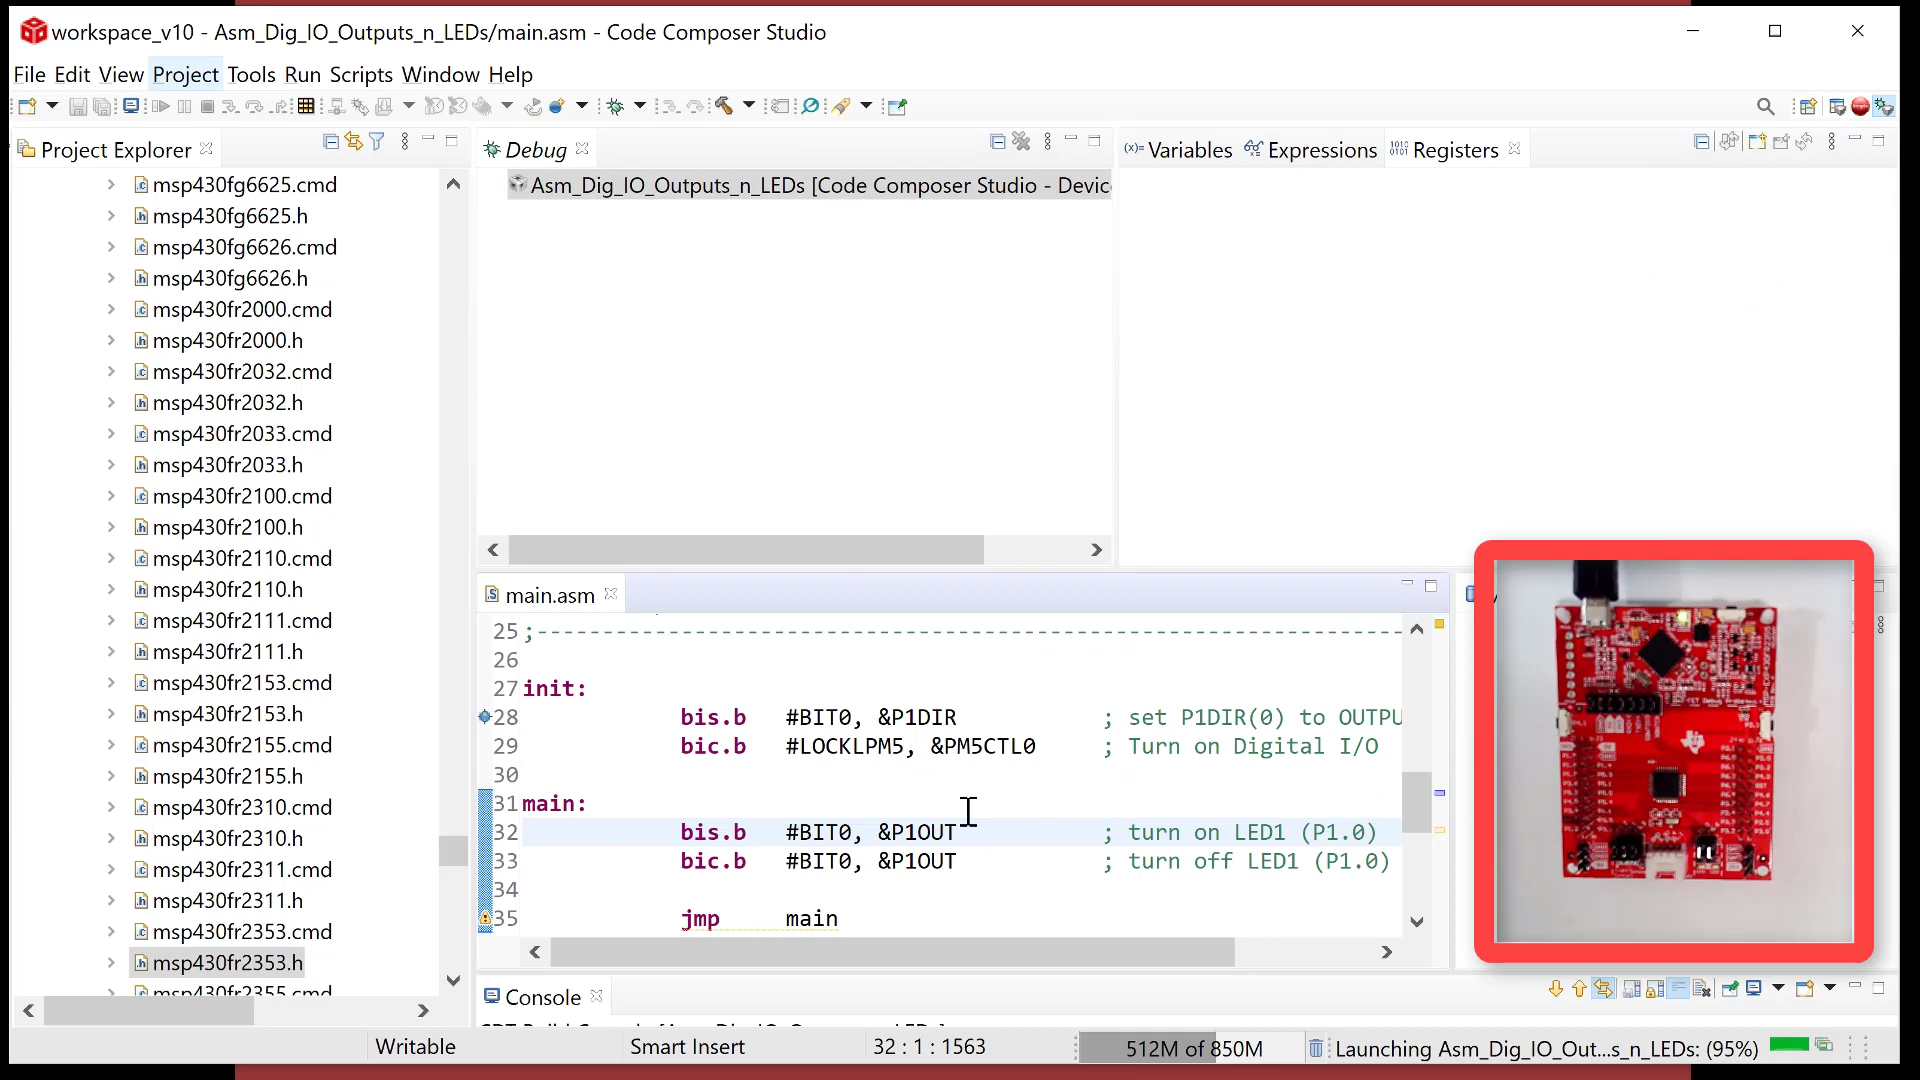 workspace_v10 - Asm_Dig_IO_Outputs_n_LEDs/main.asm - Code Composer Studio
File Edit View Project Tools Run Scripts Window Help
Project Explorer
msp430fg6625.cmd
msp430fg6625.h
msp430fg6626.cmd
msp430fg6626.h
msp430fr2000.cmd
msp430fr2000.h
msp430fr2032.cmd
msp430fr2032.h
msp430fr2033.cmd
msp430fr2033.h
msp430fr2100.cmd
msp430fr2100.h
msp430fr2110.cmd
msp430fr2110.h
msp430fr2111.cmd
msp430fr2111.h
msp430fr2153.cmd
msp430fr2153.h
msp430fr2155.cmd
msp430fr2155.h
msp430fr2310.cmd
msp430fr2310.h
msp430fr2311.cmd
msp430fr2311.h
msp430fr2353.cmd
msp430fr2353.h
msp430fr2355.cmd
Debug
Asm_Dig_IO_Outputs_n_LEDs [Code Composer Studio - Devic
Variables Expressions Registers
main.asm
25 ;------------------------------------------------------------------
26
27 init:
28 bis.b #BIT0, &P1DIR ; set P1DIR(0) to OUTPU
29 bic.b #LOCKLPM5, &PM5CTL0 ; Turn on Digital I/O
30
31 main:
32 bis.b #BIT0, &P1OUT ; turn on LED1 (P1.0)
33 bic.b #BIT0, &P1OUT ; turn off LED1 (P1.0)
34
35 jmp main
Console
Writable Smart Insert 32 : 1 : 1563 512M of 850M Launching Asm_Dig_IO_Out...s_n_LEDs: (95%)